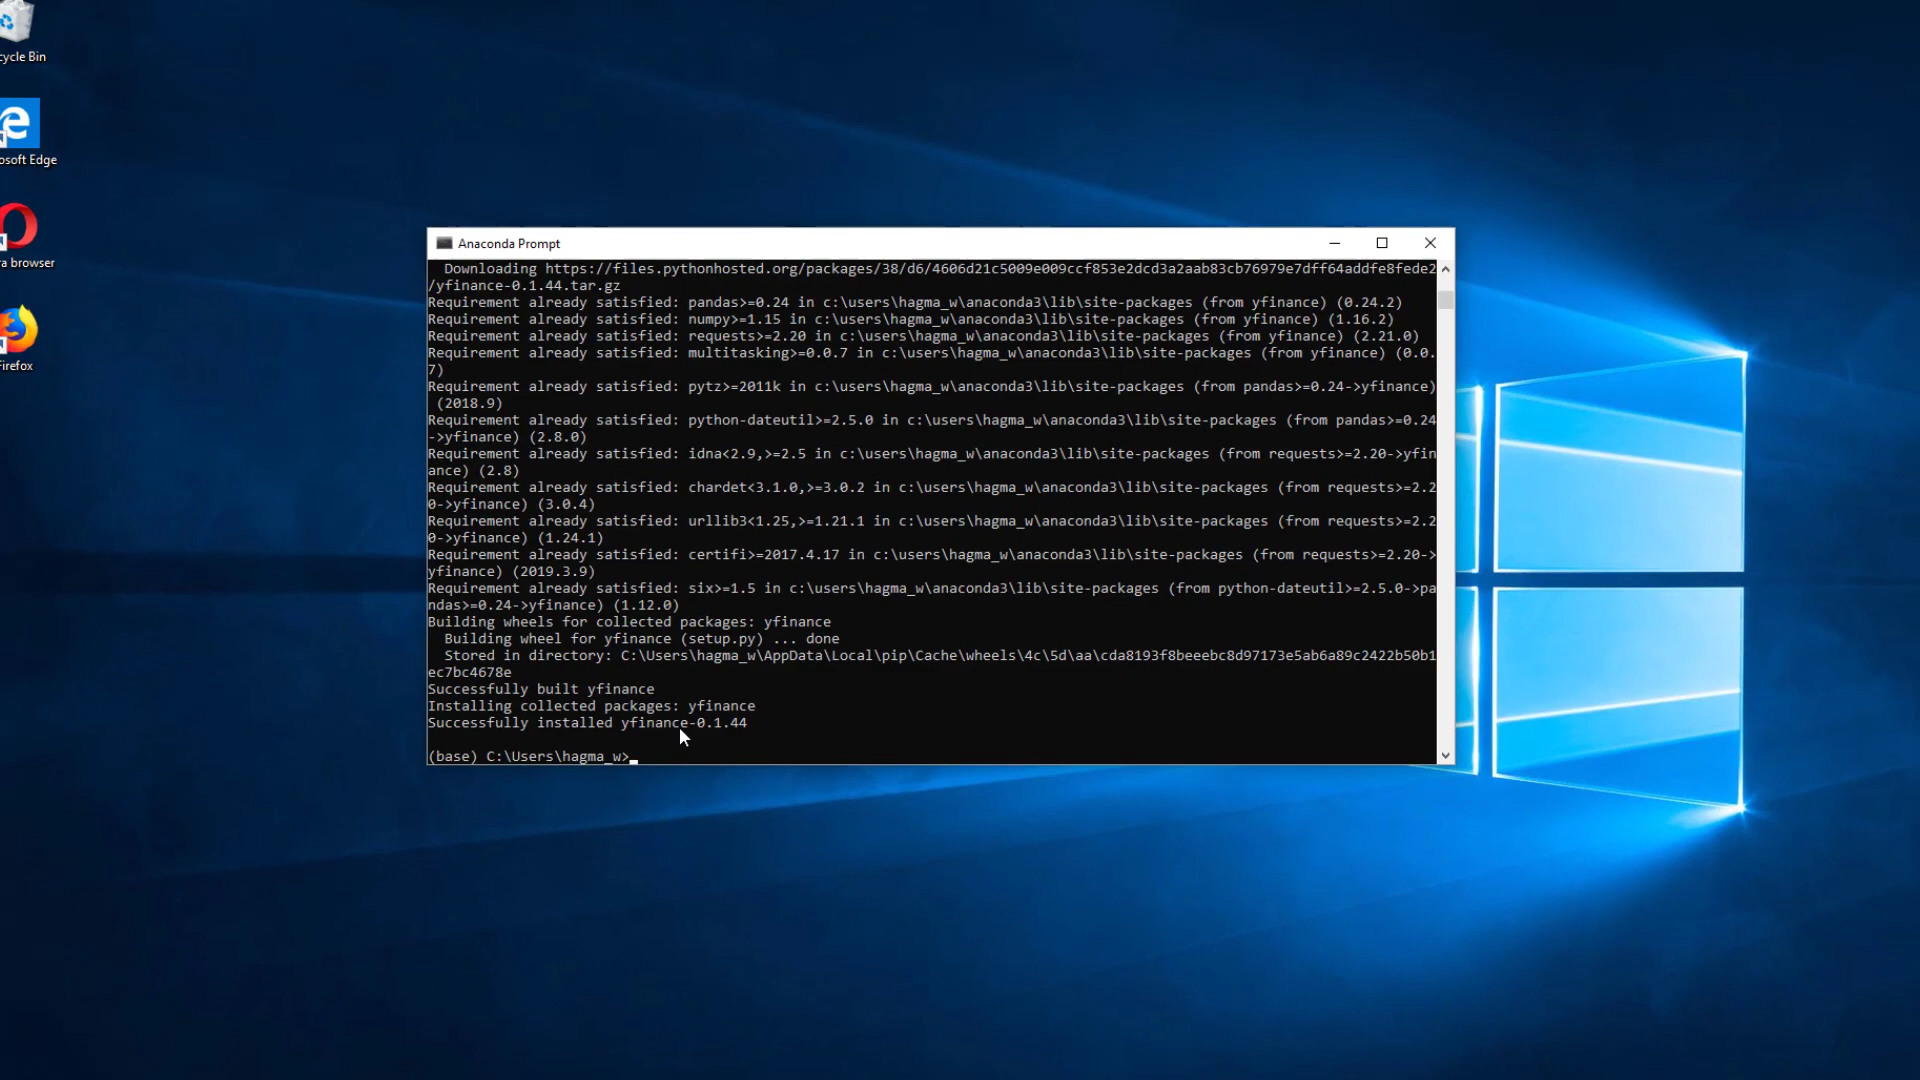 cycle Bin
osoft Edge
ra browser
Firefox
Anaconda Prompt
Downloading https://files.pythonhosted.org/packages/38/d6/4606d21c5009e009ccf853e2dcd3a2aab83cb76979e7dff64addfe8fede2
/yfinance-0.1.44.tar.gz
Requirement already satisfied: pandas>=0.24 in c:\users\hagma_w\anaconda3\lib\site-packages (from yfinance) (0.24.2)
Requirement already satisfied: numpy>=1.15 in c:\users\hagma_w\anaconda3\lib\site-packages (from yfinance) (1.16.2)
Requirement already satisfied: requests>=2.20 in c:\users\hagma_w\anaconda3\lib\site-packages (from yfinance) (2.21.0)
Requirement already satisfied: multitasking>=0.0.7 in c:\users\hagma_w\anaconda3\lib\site-packages (from yfinance) (0.0.
7)
Requirement already satisfied: pytz>=2011k in c:\users\hagma_w\anaconda3\lib\site-packages (from pandas>=0.24->yfinance)
(2018.9)
Requirement already satisfied: python-dateutil>=2.5.0 in c:\users\hagma_w\anaconda3\lib\site-packages (from pandas>=0.24
->yfinance) (2.8.0)
Requirement already satisfied: idna<2.9,>=2.5 in c:\users\hagma_w\anaconda3\lib\site-packages (from requests>=2.20->yfin
ance) (2.8)
Requirement already satisfied: chardet<3.1.0,>=3.0.2 in c:\users\hagma_w\anaconda3\lib\site-packages (from requests>=2.2
0->yfinance) (3.0.4)
Requirement already satisfied: urllib3<1.25,>=1.21.1 in c:\users\hagma_w\anaconda3\lib\site-packages (from requests>=2.2
0->yfinance) (1.24.1)
Requirement already satisfied: certifi>=2017.4.17 in c:\users\hagma_w\anaconda3\lib\site-packages (from requests>=2.20->
yfinance) (2019.3.9)
Requirement already satisfied: six>=1.5 in c:\users\hagma_w\anaconda3\lib\site-packages (from python-dateutil>=2.5.0->pa
ndas>=0.24->yfinance) (1.12.0)
Building wheels for collected packages: yfinance
Building wheel for yfinance (setup.py) ... done
Stored in directory: C:\Users\hagma_w\AppData\Local\pip\Cache\wheels\4c\5d\aa\cda8193f8beeebc8d97173e5ab6a89c2422b50b1
ec7bc4678e
Successfully built yfinance
Installing collected packages: yfinance
Successfully installed yfinance-0.1.44
(base) C:\Users\hagma_w>